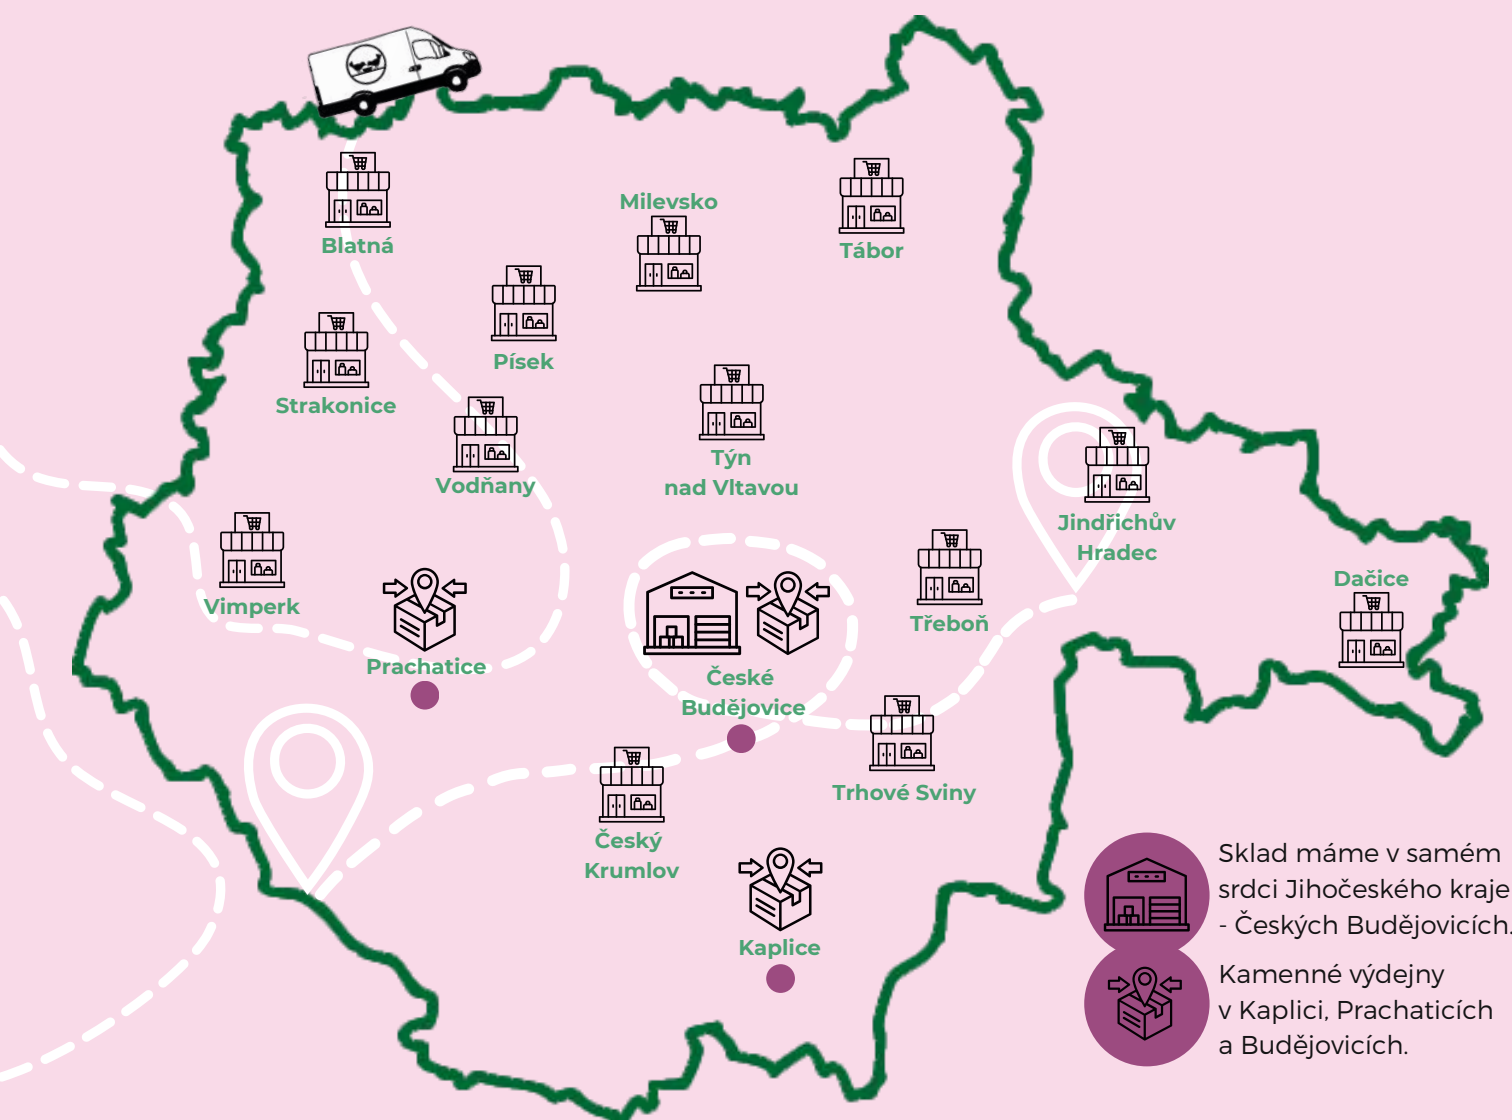 Milevsko
Blatná
Tábor
Písek
Strakonice
Týn
nad Vltavou
Vodňany
Jindřichův
Hradec
Dačice
Vimperk
Třeboň
Prachatice
České
Budějovice
Trhové Sviny
Český
Krumlov
Kaplice
Sklad máme v samém
srdci Jihočeského kraje
- Českých Budějovicích.
Kamenné výdejny
v Kaplici, Prachaticích
a Budějovicích.